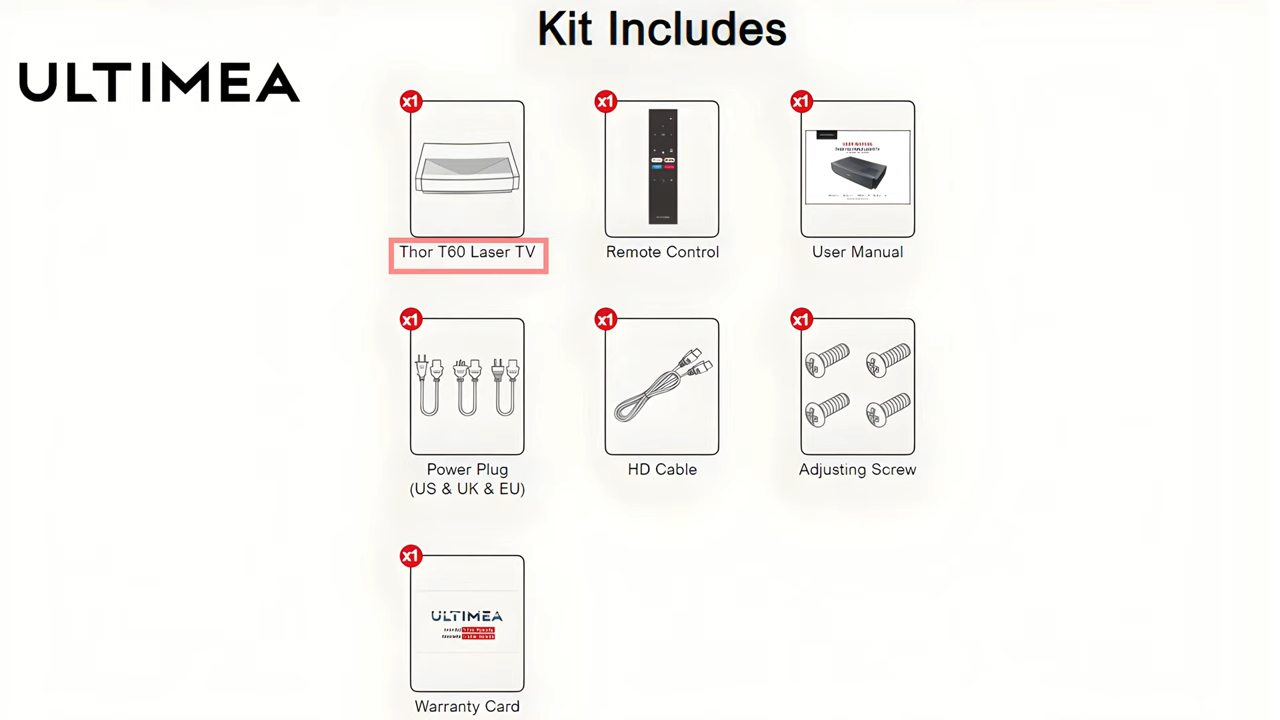 Kit Includes
ULTIMEA
x1
x1
x1
Thor T60 Laser TV
Remote Control
User Manual
x1
x1
x1
Power Plug
(US & UK & EU)
HD Cable
Adjusting Screw
x1
ULTIMEA
Warranty Card